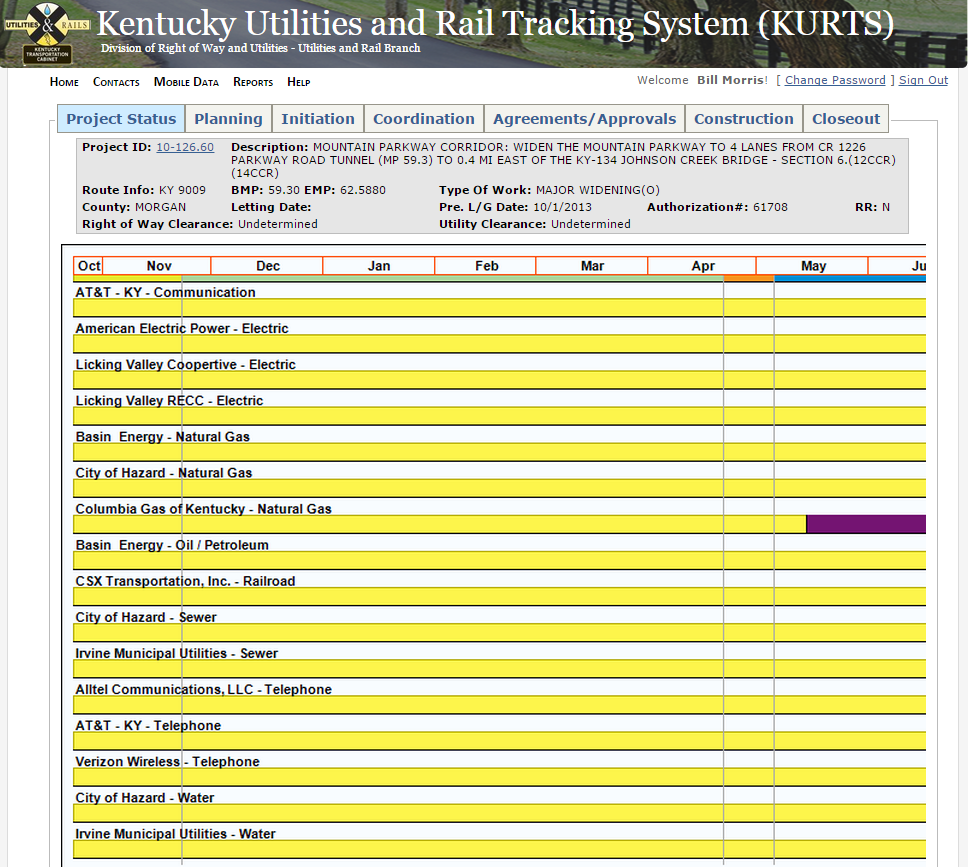 UTILITIES & RAILS
KENTUCKY
TRANSPORTATION
CABINET
Kentucky Utilities and Rail Tracking System (KURTS)
Division of Right of Way and Utilities - Utilities and Rail Branch
Home Contacts Mobile Data Reports Help
Welcome Bill Morris! [ Change Password ] Sign Out
Project Status Planning Initiation Coordination Agreements/Approvals Construction Closeout
Project ID: 10-126.60 Description: MOUNTAIN PARKWAY CORRIDOR: WIDEN THE MOUNTAIN PARKWAY TO 4 LANES FROM CR 1226
PARKWAY ROAD TUNNEL (MP 59.3) TO 0.4 MI EAST OF THE KY-134 JOHNSON CREEK BRIDGE - SECTION 6.(12CCR)
(14CCR)
Route Info: KY 9009 BMP: 59.30 EMP: 62.5880 Type Of Work: MAJOR WIDENING(O)
County: MORGAN Letting Date: Pre. L/G Date: 10/1/2013 Authorization#: 61708 RR: N
Right of Way Clearance: Undetermined Utility Clearance: Undetermined
Oct Nov Dec Jan Feb Mar Apr May Ju
AT&T - KY - Communication
American Electric Power - Electric
Licking Valley Coopertive - Electric
Licking Valley RECC - Electric
Basin  Energy - Natural Gas
City of Hazard - Natural Gas
Columbia Gas of Kentucky - Natural Gas
Basin  Energy - Oil / Petroleum
CSX Transportation, Inc. - Railroad
City of Hazard - Sewer
Irvine Municipal Utilities - Sewer
Alltel Communications, LLC - Telephone
AT&T - KY - Telephone
Verizon Wireless - Telephone
City of Hazard - Water
Irvine Municipal Utilities - Water